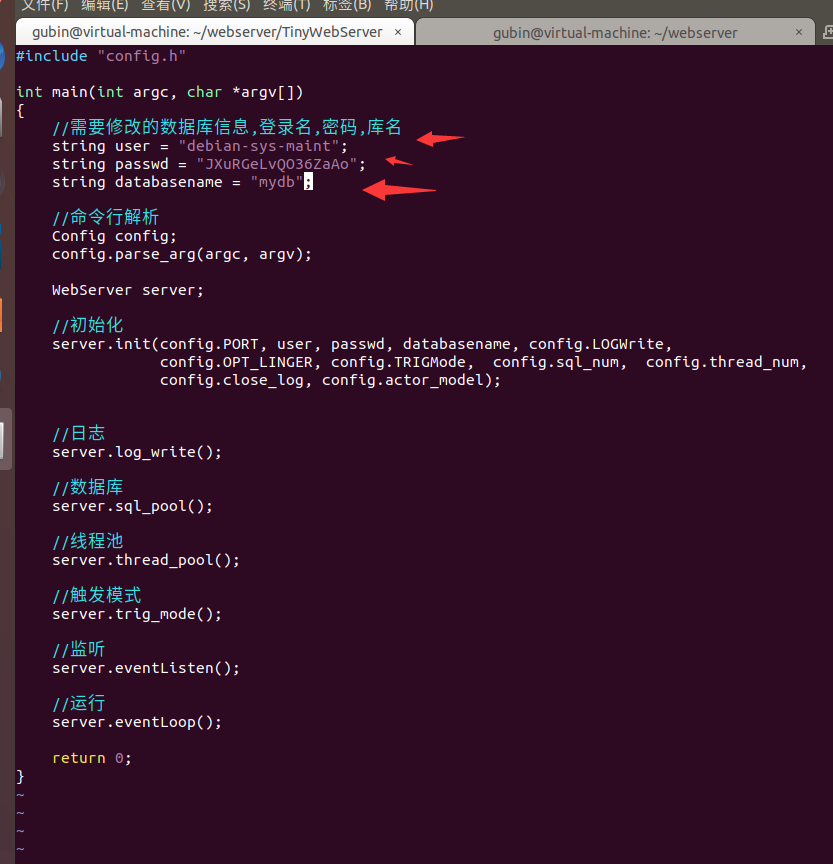 文件(F) 编辑(E) 查看(V) 搜索(S) 终端(T) 标签(B) 帮助(H)
gubin@virtual-machine: ~/webserver/TinyWebServer × gubin@virtual-machine: ~/webserver ×
#include "config.h"
int main(int argc, char *argv[])
{
//需要修改的数据库信息,登录名,密码,库名
string user = "debian-sys-maint";
string passwd = "JXuRGeLvQO36ZaAo";
string databasename = "mydb";
//命令行解析
Config config;
config.parse_arg(argc, argv);
WebServer server;
//初始化
server.init(config.PORT, user, passwd, databasename, config.LOGWrite,
config.OPT_LINGER, config.TRIGMode,  config.sql_num,  config.thread_num,
config.close_log, config.actor_model);
//日志
server.log_write();
//数据库
server.sql_pool();
//线程池
server.thread_pool();
//触发模式
server.trig_mode();
//监听
server.eventListen();
//运行
server.eventLoop();
return 0;
}
~
~
~
~